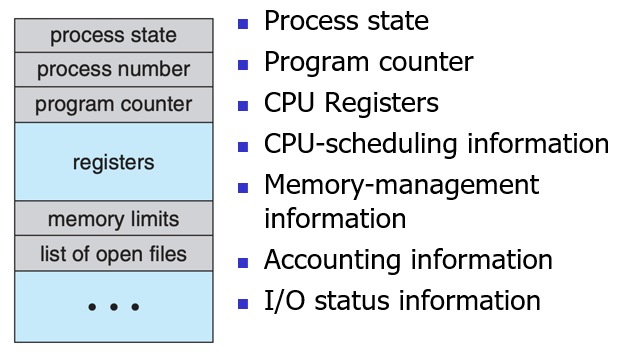 process state
process number
program counter
registers
memory limits
list of open files
• • •
■ Process state
■ Program counter
■ CPU Registers
■ CPU-scheduling information
■ Memory-management
information
■ Accounting information
■ I/O status information